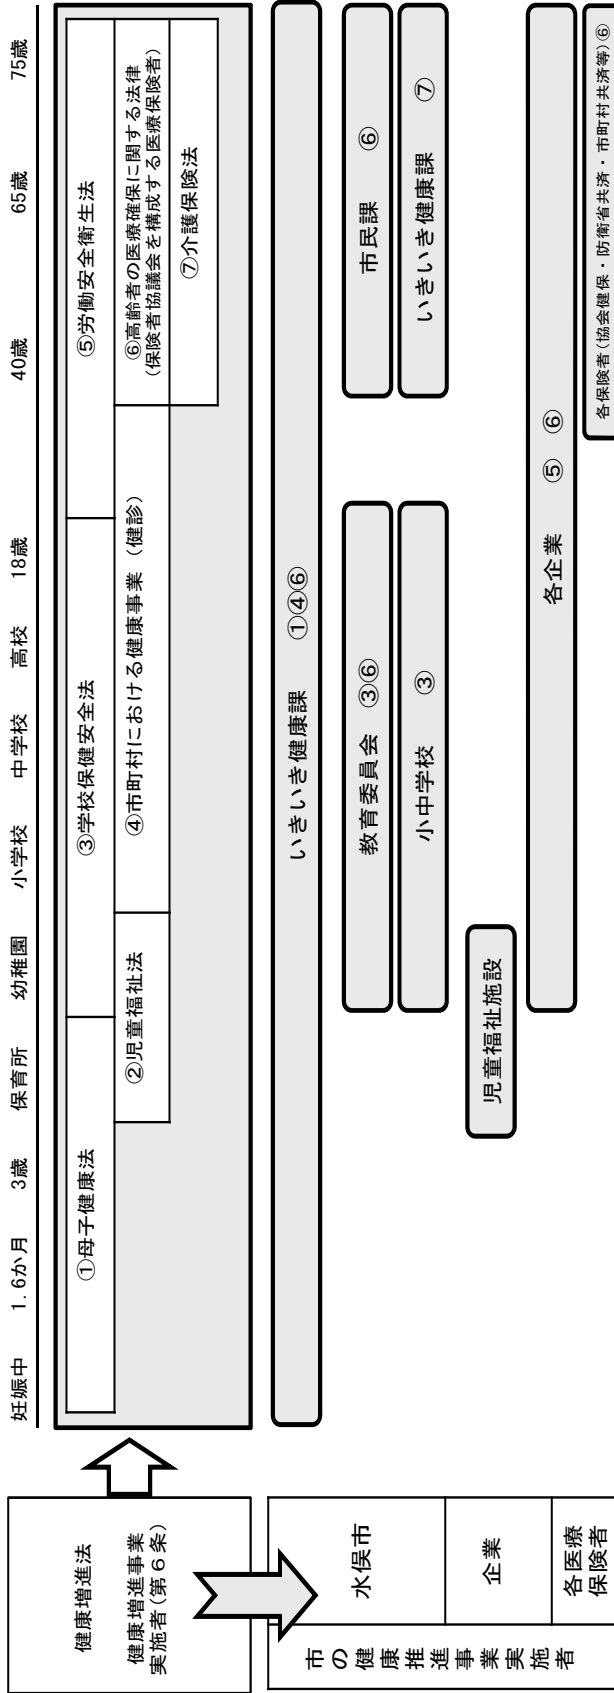 妊娠中 1.6か月 3歳 保育所 幼稚園 小学校 中学校 高校 18歳 40歳 65歳 75歳
健康増進法
健康増進事業
実施者(第6条)
①母子健康法
③学校保健安全法
⑤労働安全衛生法
②児童福祉法
④市町村における健康事業（健診）
⑥高齢者の医療確保に関する法律
(保険者協議会を構成する医療保険者)
⑦介護保険法
市の健康推進事業実施者
水俣市
いきいき健康課 ①④⑥
教育委員会 ③⑥
市民課 ⑥
小中学校 ③
いきいき健康課 ⑦
児童福祉施設
企業
各企業 ⑤ ⑥
各医療
保険者
各保険者(協会健保・防衛省共済・市町村共済等)⑥